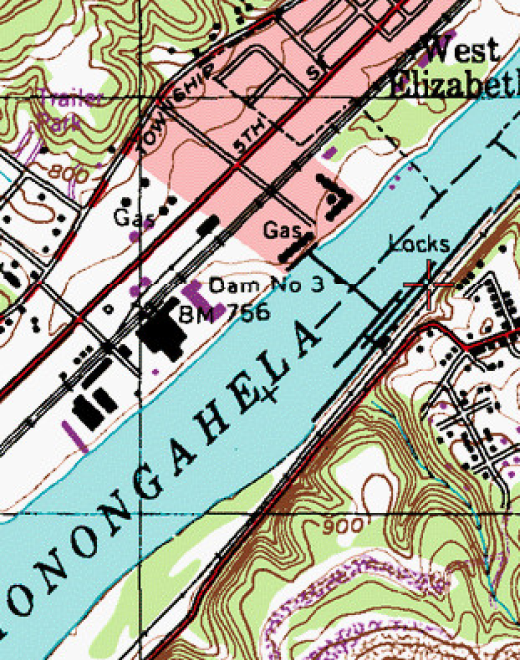 West
Elizabeth
Trailer
Park
TOWNSHIP
ST
5TH
800
Gas
Gas
Locks
Dam No 3
BM 756
MONONGAHELA
900